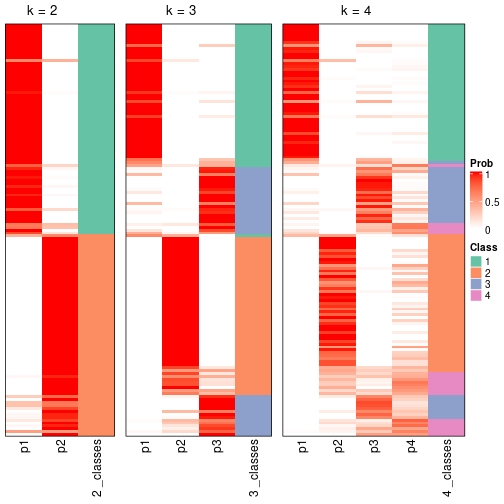 k = 2
k = 3
k = 4
p1
p2
2_classes
p1
p2
p3
3_classes
p1
p2
p3
p4
4_classes
Prob
1
0.5
0
Class
1
2
3
4